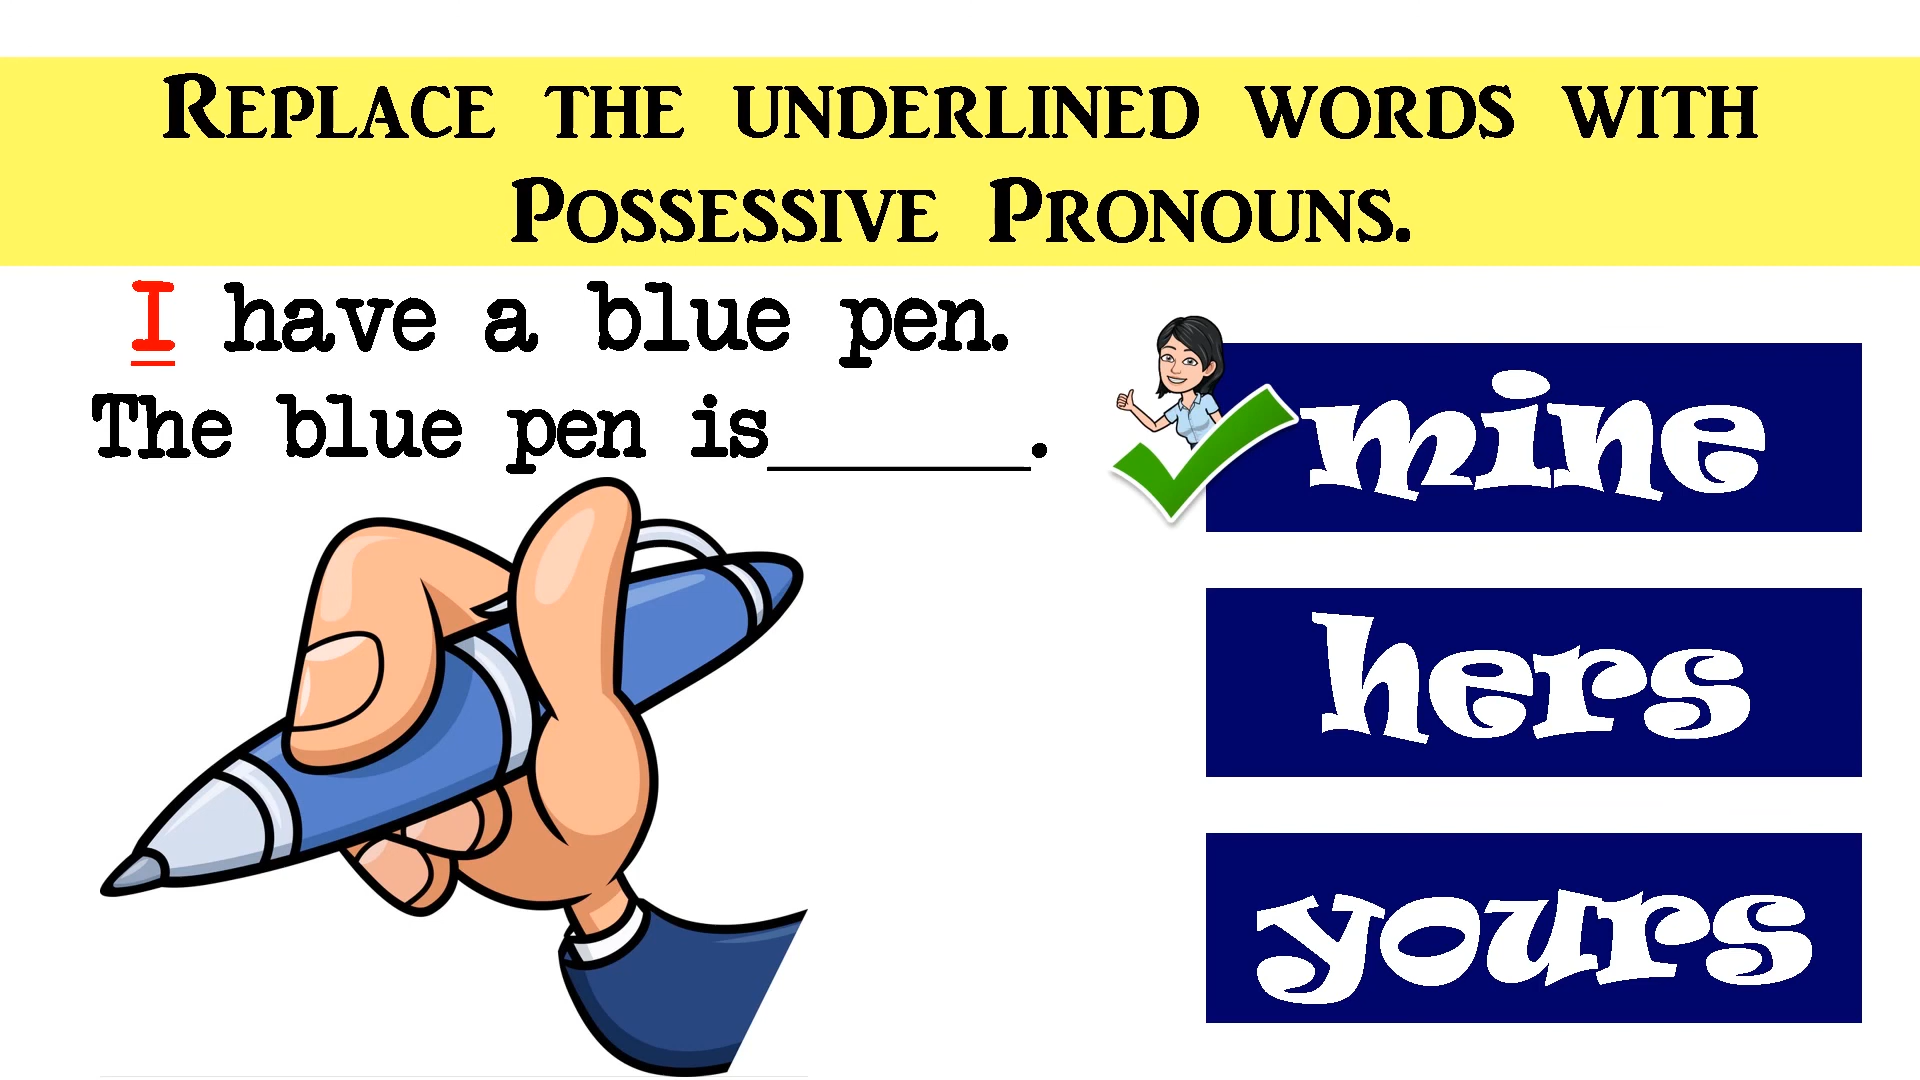 Replace the underlined words with
Possessive Pronouns.
I have a blue pen.
The blue pen is______.
mine
hers
yours